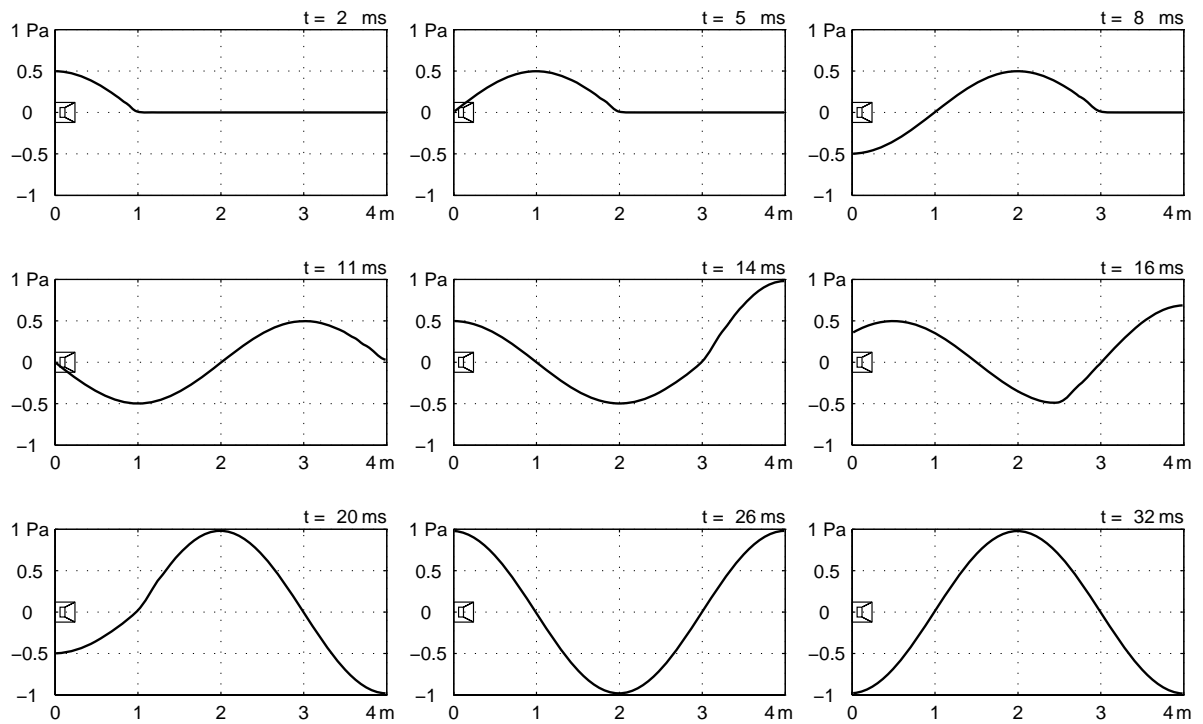 t = 2 ms
1 Pa
0.5
0
−0.5
−1
0 1 2 3 4 m
t = 5 ms
1 Pa
0.5
0
−0.5
−1
0 1 2 3 4 m
t = 8 ms
1 Pa
0.5
0
−0.5
−1
0 1 2 3 4 m
t = 11 ms
1 Pa
0.5
0
−0.5
−1
0 1 2 3 4 m
t = 14 ms
1 Pa
0.5
0
−0.5
−1
0 1 2 3 4 m
t = 16 ms
1 Pa
0.5
0
−0.5
−1
0 1 2 3 4 m
t = 20 ms
1 Pa
0.5
0
−0.5
−1
0 1 2 3 4 m
t = 26 ms
1 Pa
0.5
0
−0.5
−1
0 1 2 3 4 m
t = 32 ms
1 Pa
0.5
0
−0.5
−1
0 1 2 3 4 m